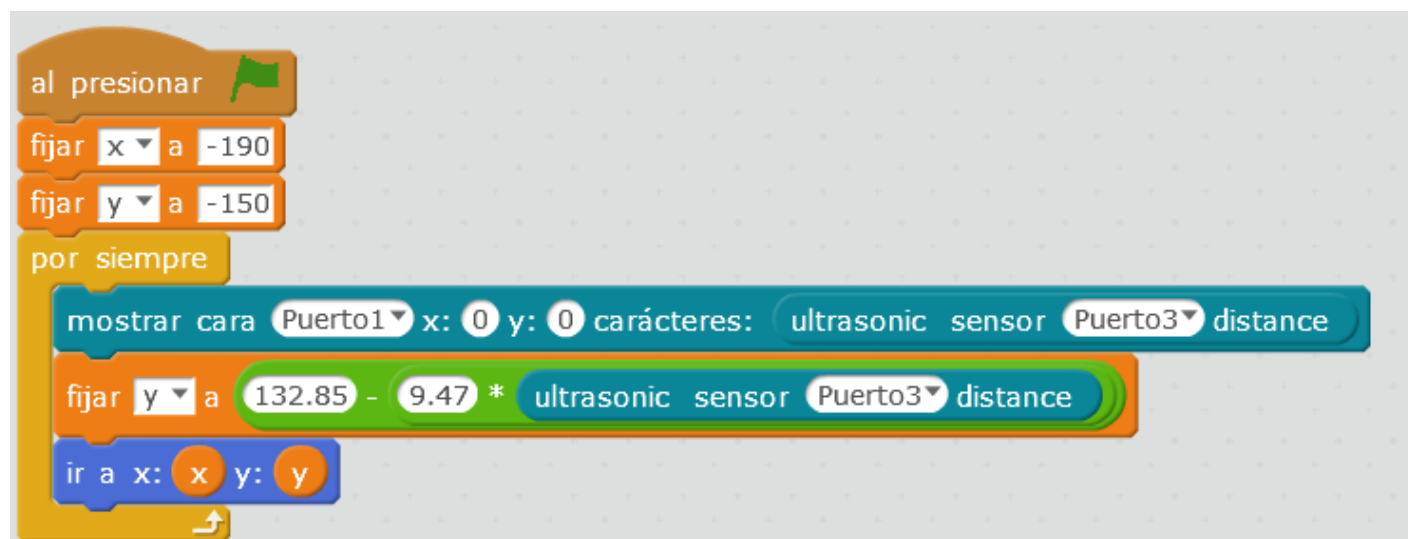 al presionar
fijar x a -190
fijar y a -150
por siempre
mostrar cara Puerto1 x: 0 y: 0 carácteres: ultrasonic sensor Puerto3 distance
fijar y a 132.85 - 9.47 * ultrasonic sensor Puerto3 distance
ir a x: x y: y